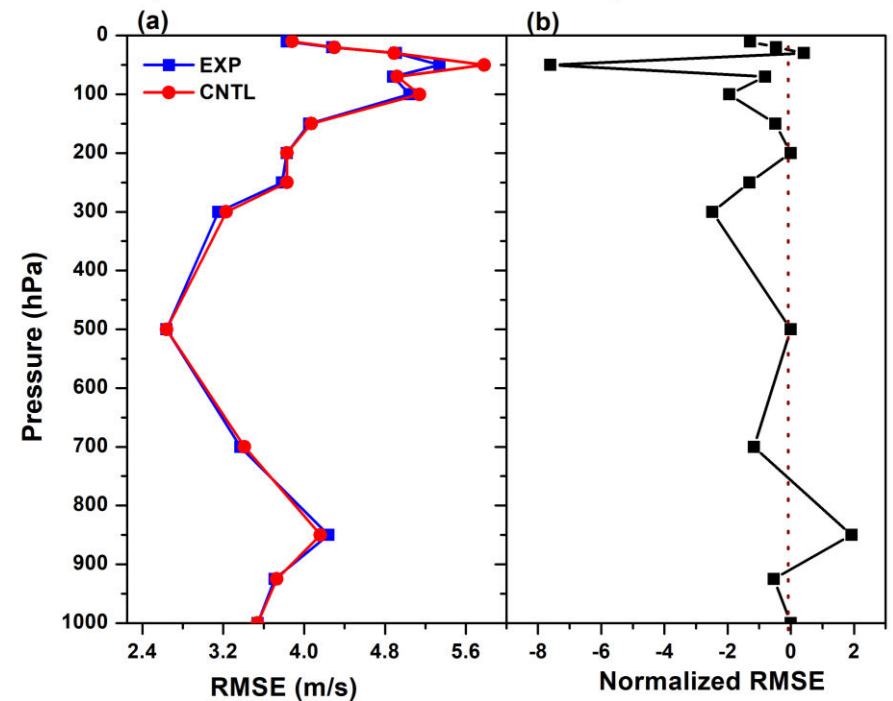 (a)
(b)
EXP
CNTL
Pressure (hPa)
0
100
200
300
400
500
600
700
800
900
1000
2.4 3.2 4.0 4.8 5.6
RMSE (m/s)
-8 -6 -4 -2 0 2
Normalized RMSE